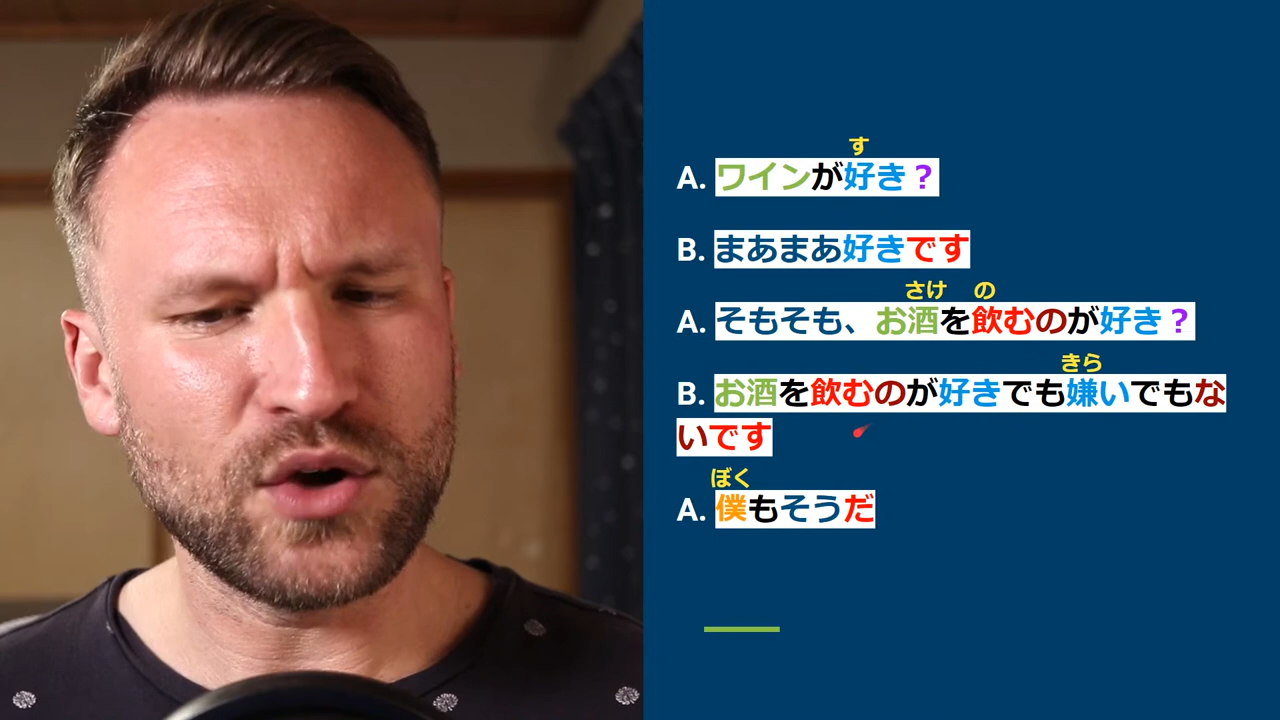 す
A. ワインが好き？
B. まあまあ好きです
さけ の
A. そもそも、お酒を飲むのが好き？
きら
B. お酒を飲むのが好きでも嫌いでもな
いです
ぼく
A. 僕もそうだ